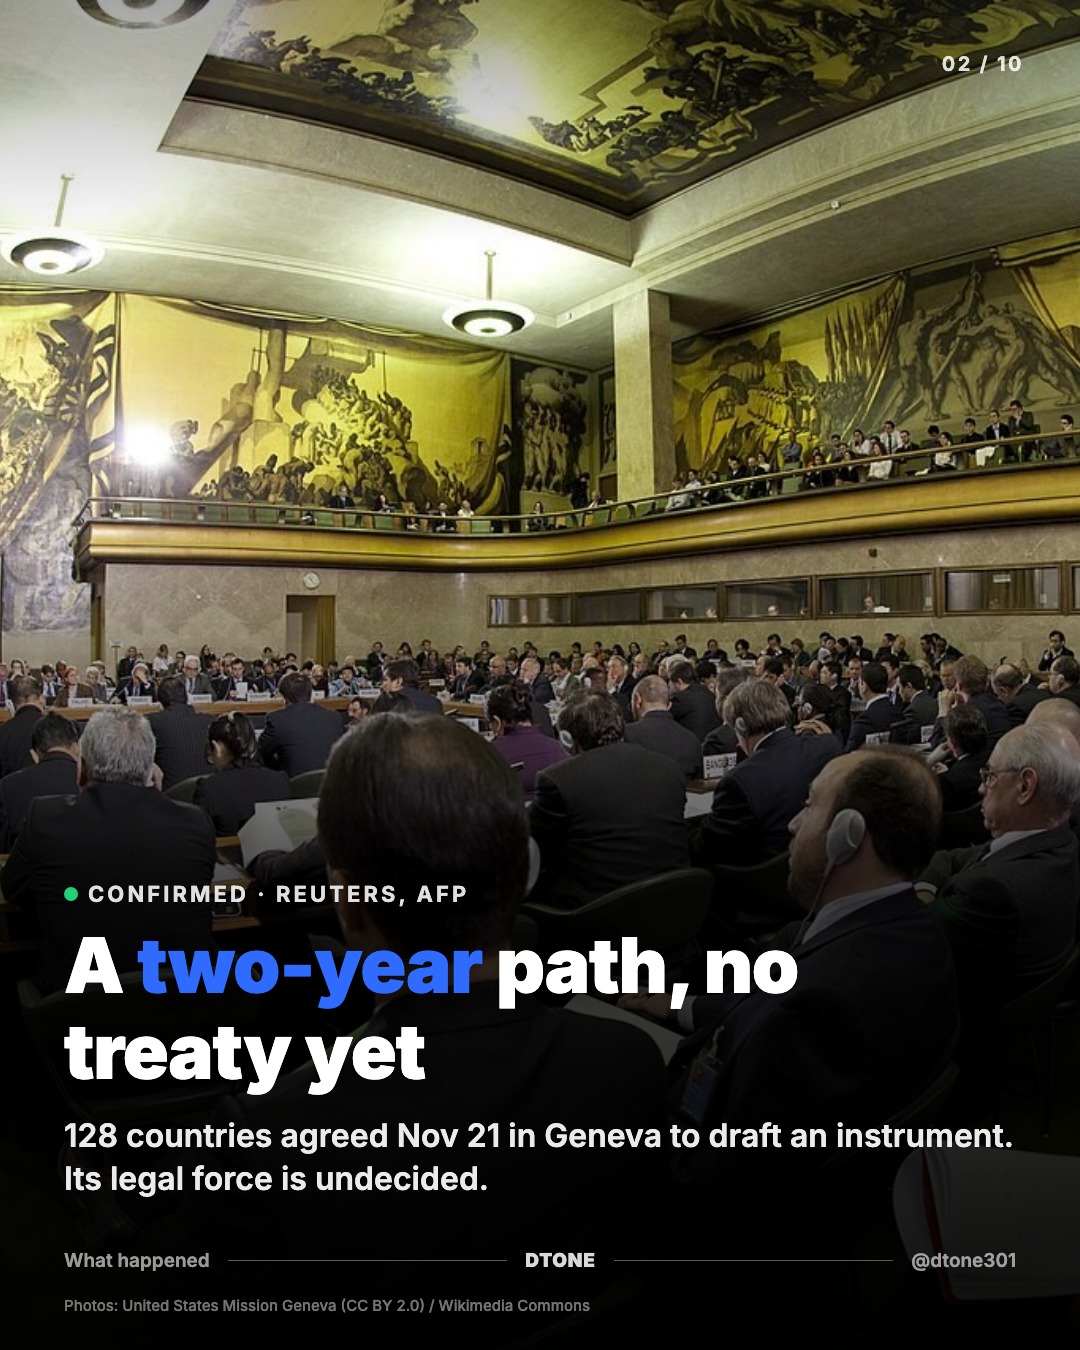 02 / 10
CONFIRMED · REUTERS, AFP
A two-year path, no
treaty yet
128 countries agreed Nov 21 in Geneva to draft an instrument.
Its legal force is undecided.
What happened DTONE @dtone301
Photos: United States Mission Geneva (CC BY 2.0) / Wikimedia Commons